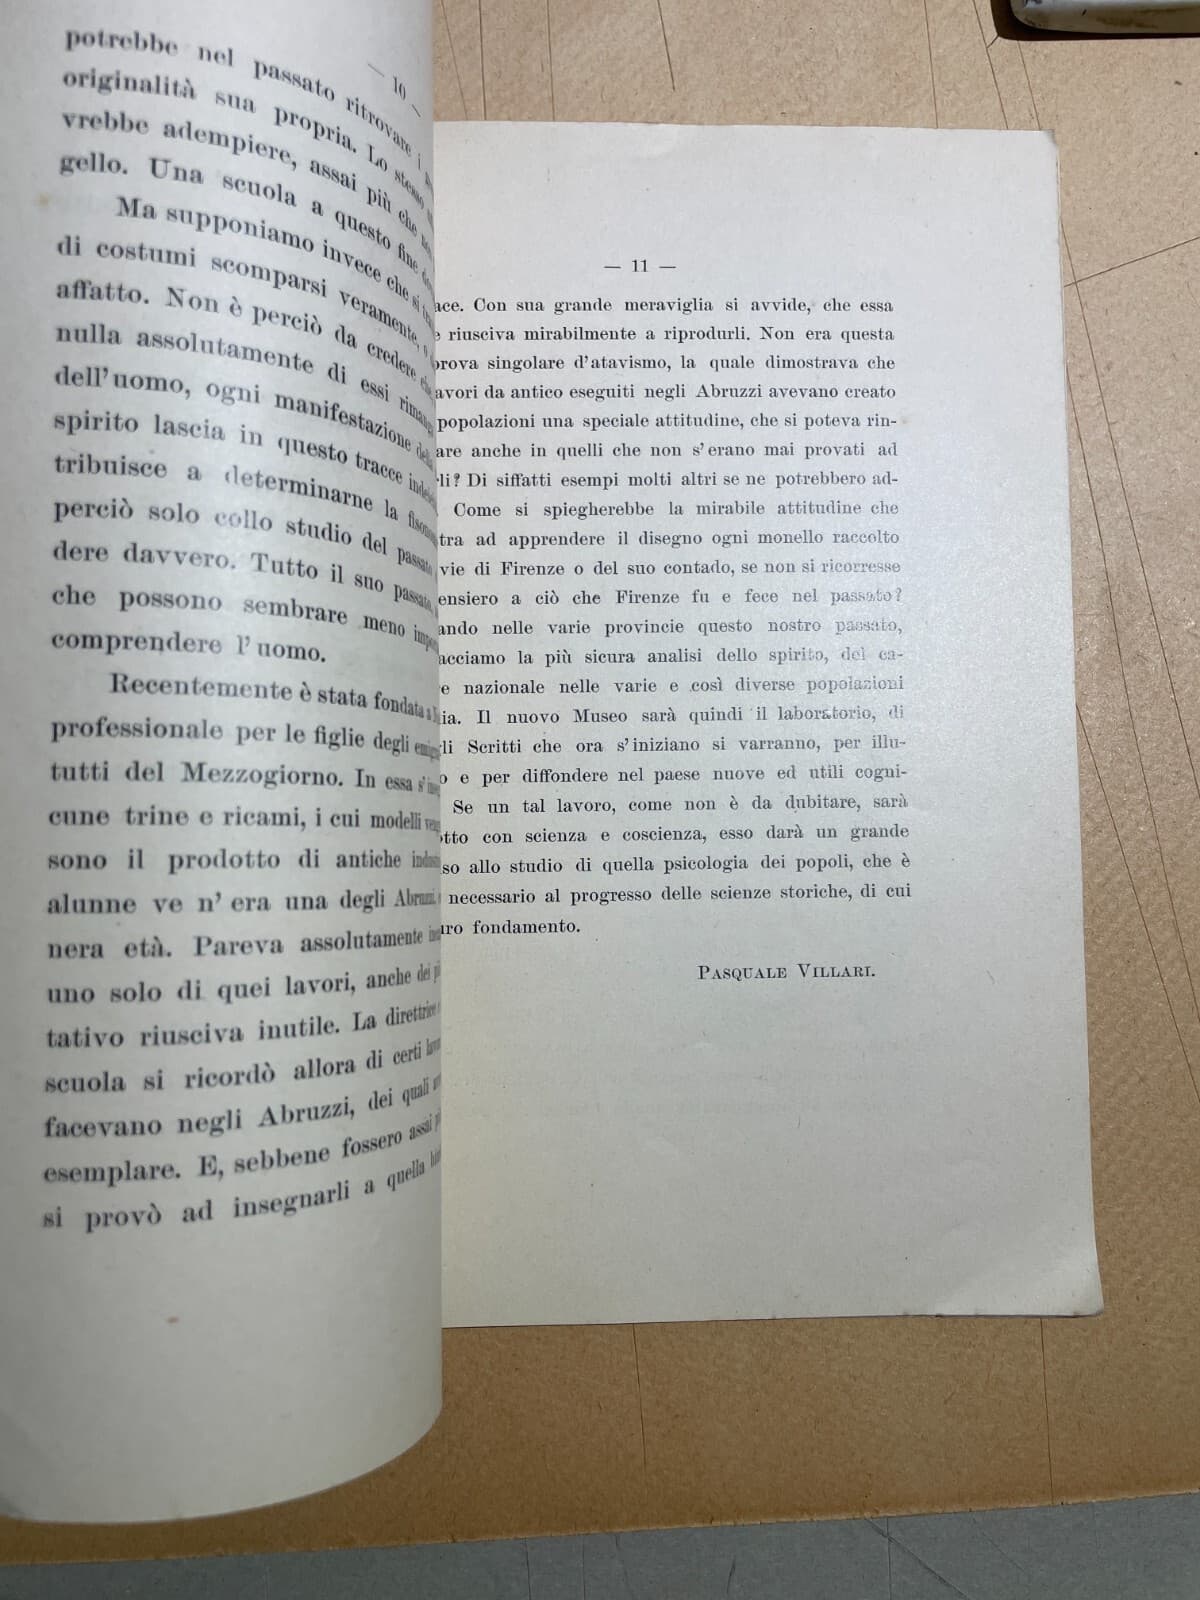 — 10 —
potrebbe nel passato ritrovare i
originalità sua propria. Lo stesso
vrebbe adempiere, assai più che
gello. Una scuola a questo fine
Ma supponiamo invece che si
di costumi scomparsi veramente,
affatto. Non è perciò da credere che
nulla assolutamente di essi
dell'uomo, ogni manifestazione
spirito lascia in questo tracce
tribuisce a determinarne la
perciò solo collo studio del
dere davvero. Tutto il suo passato,
che possono sembrare meno
comprendere l'uomo.
Recentemente è stata fondata a
professionale per le figlie degli
tutti del Mezzogiorno. In essa
cune trine e ricami, i cui modelli
sono il prodotto di antiche
alunne ve n'era una degli Abruzzi,
nera età. Pareva assolutamente
uno solo di quei lavori, anche dei
tativo riusciva inutile. La direttrice
scuola si ricordò allora di certi
facevano negli Abruzzi, dei quali
esemplare. E, sebbene fossero assai
si provò ad insegnarli a quella
— 11 —
ace. Con sua grande meraviglia si avvide, che essa
e riusciva mirabilmente a riprodurli. Non era questa
prova singolare d'atavismo, la quale dimostrava che
avori da antico eseguiti negli Abruzzi avevano creato
popolazioni una speciale attitudine, che si poteva rin-
are anche in quelli che non s'erano mai provati ad
rli? Di siffatti esempi molti altri se ne potrebbero ad-
Come si spiegherebbe la mirabile attitudine che
tra ad apprendere il disegno ogni monello raccolto
vie di Firenze o del suo contado, se non si ricorresse
ensiero a ciò che Firenze fu e fece nel passato?
ando nelle varie provincie questo nostro passato,
acciamo la più sicura analisi dello spirito, del ca-
e nazionale nelle varie e così diverse popolazioni
lia. Il nuovo Museo sarà quindi il laboratorio, di
li Scritti che ora s'iniziano si varranno, per illu-
o e per diffondere nel paese nuove ed utili cogni-
Se un tal lavoro, come non è da dubitare, sarà
otto con scienza e coscienza, esso darà un grande
so allo studio di quella psicologia dei popoli, che è
necessario al progresso delle scienze storiche, di cui
uro fondamento.
PASQUALE VILLARI.